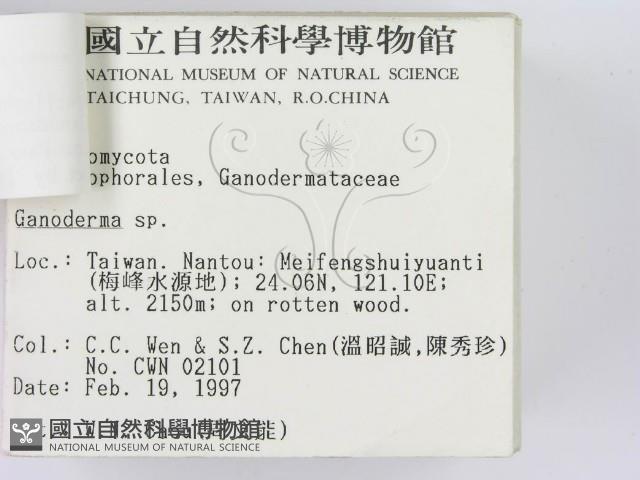 國立自然科學博物館
NATIONAL MUSEUM OF NATURAL SCIENCE
TAICHUNG, TAIWAN, R.O.CHINA
omycota
ophorales, Ganodermataceae
Ganoderma sp.
Loc.: Taiwan. Nantou: Meifengshuiyuanti
(梅峰水源地); 24.06N, 121.10E;
alt. 2150m; on rotten wood.
Col.: C.C. Wen & S.Z. Chen(溫昭誠,陳秀珍)
No. CWN 02101
Date: Feb. 19, 1997
國立自然科學博物館
NATIONAL MUSEUM OF NATURAL SCIENCE